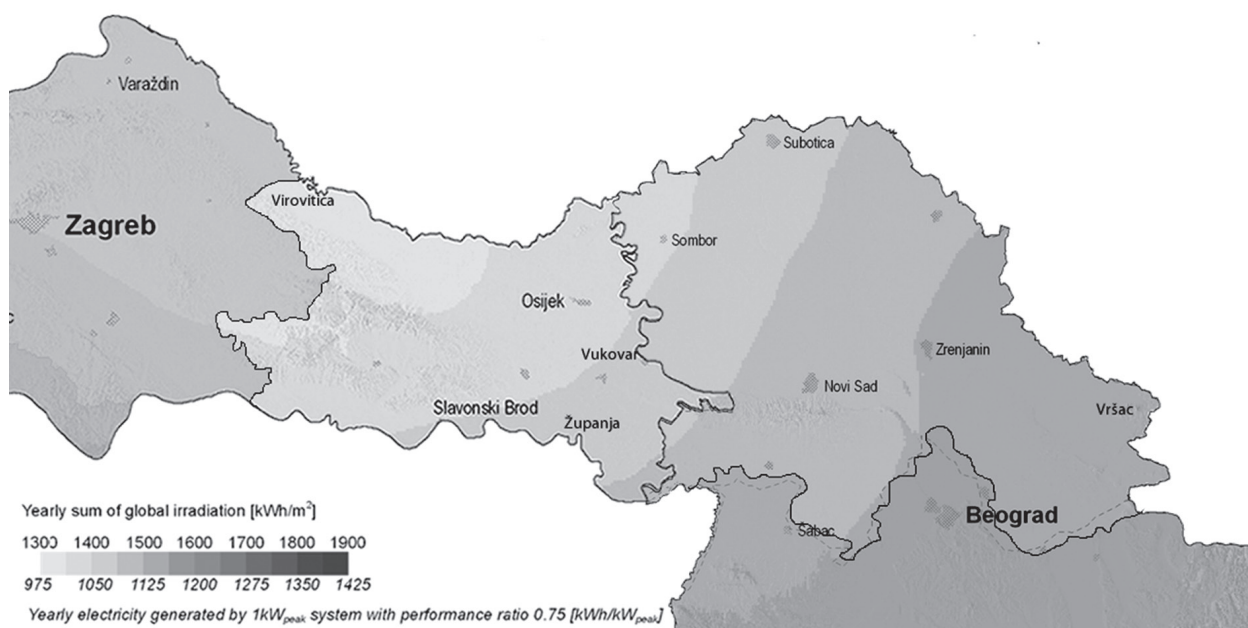 Varaždin
Subotica
Virovitica
Zagreb
Sombor
Osijek
Vukovar
Zrenjanin
Novi Sad
Slavonski Brod
Vršac
Županja
Yearly sum of global irradiation [kWh/m²]
Beograd
Šabac
1300 1400 1500 1600 1700 1800 1900
975 1050 1125 1200 1275 1350 1425
Yearly electricity generated by 1kWpeak system with performance ratio 0.75 [kWh/kWpeak]